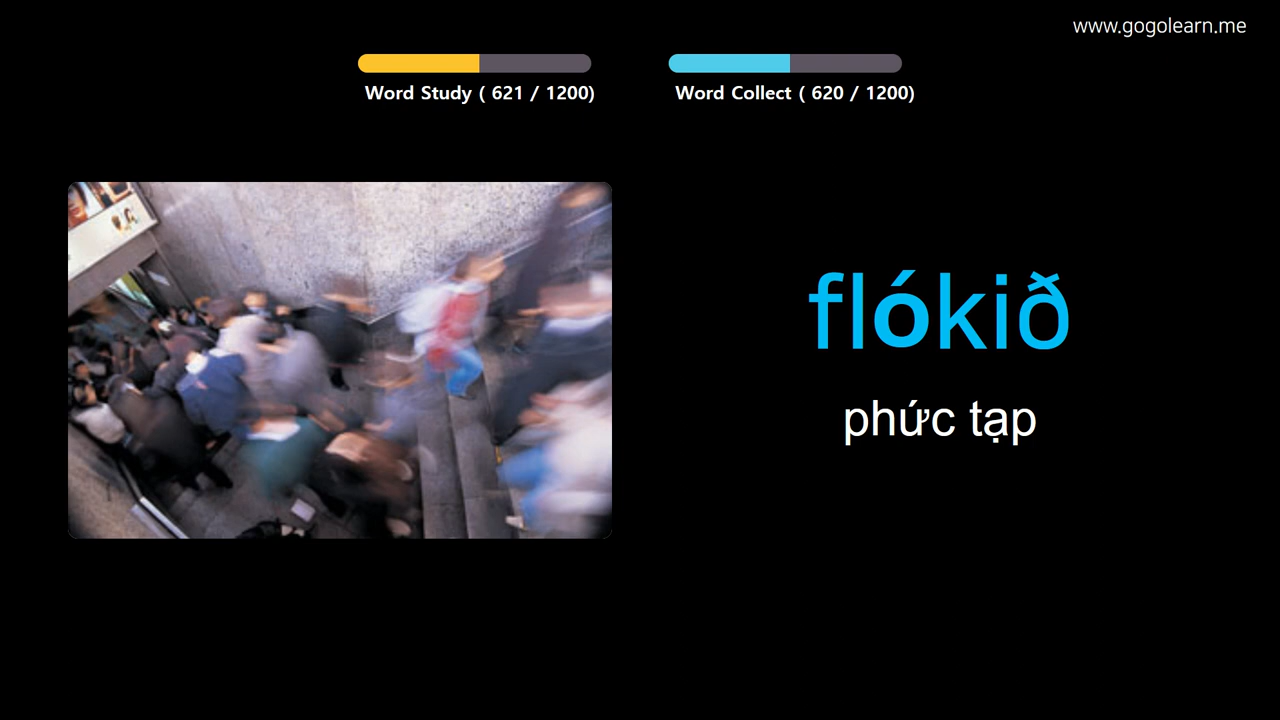 www.gogolearn.me
Word Study ( 621 / 1200)
Word Collect ( 620 / 1200)
flókið
phức tạp